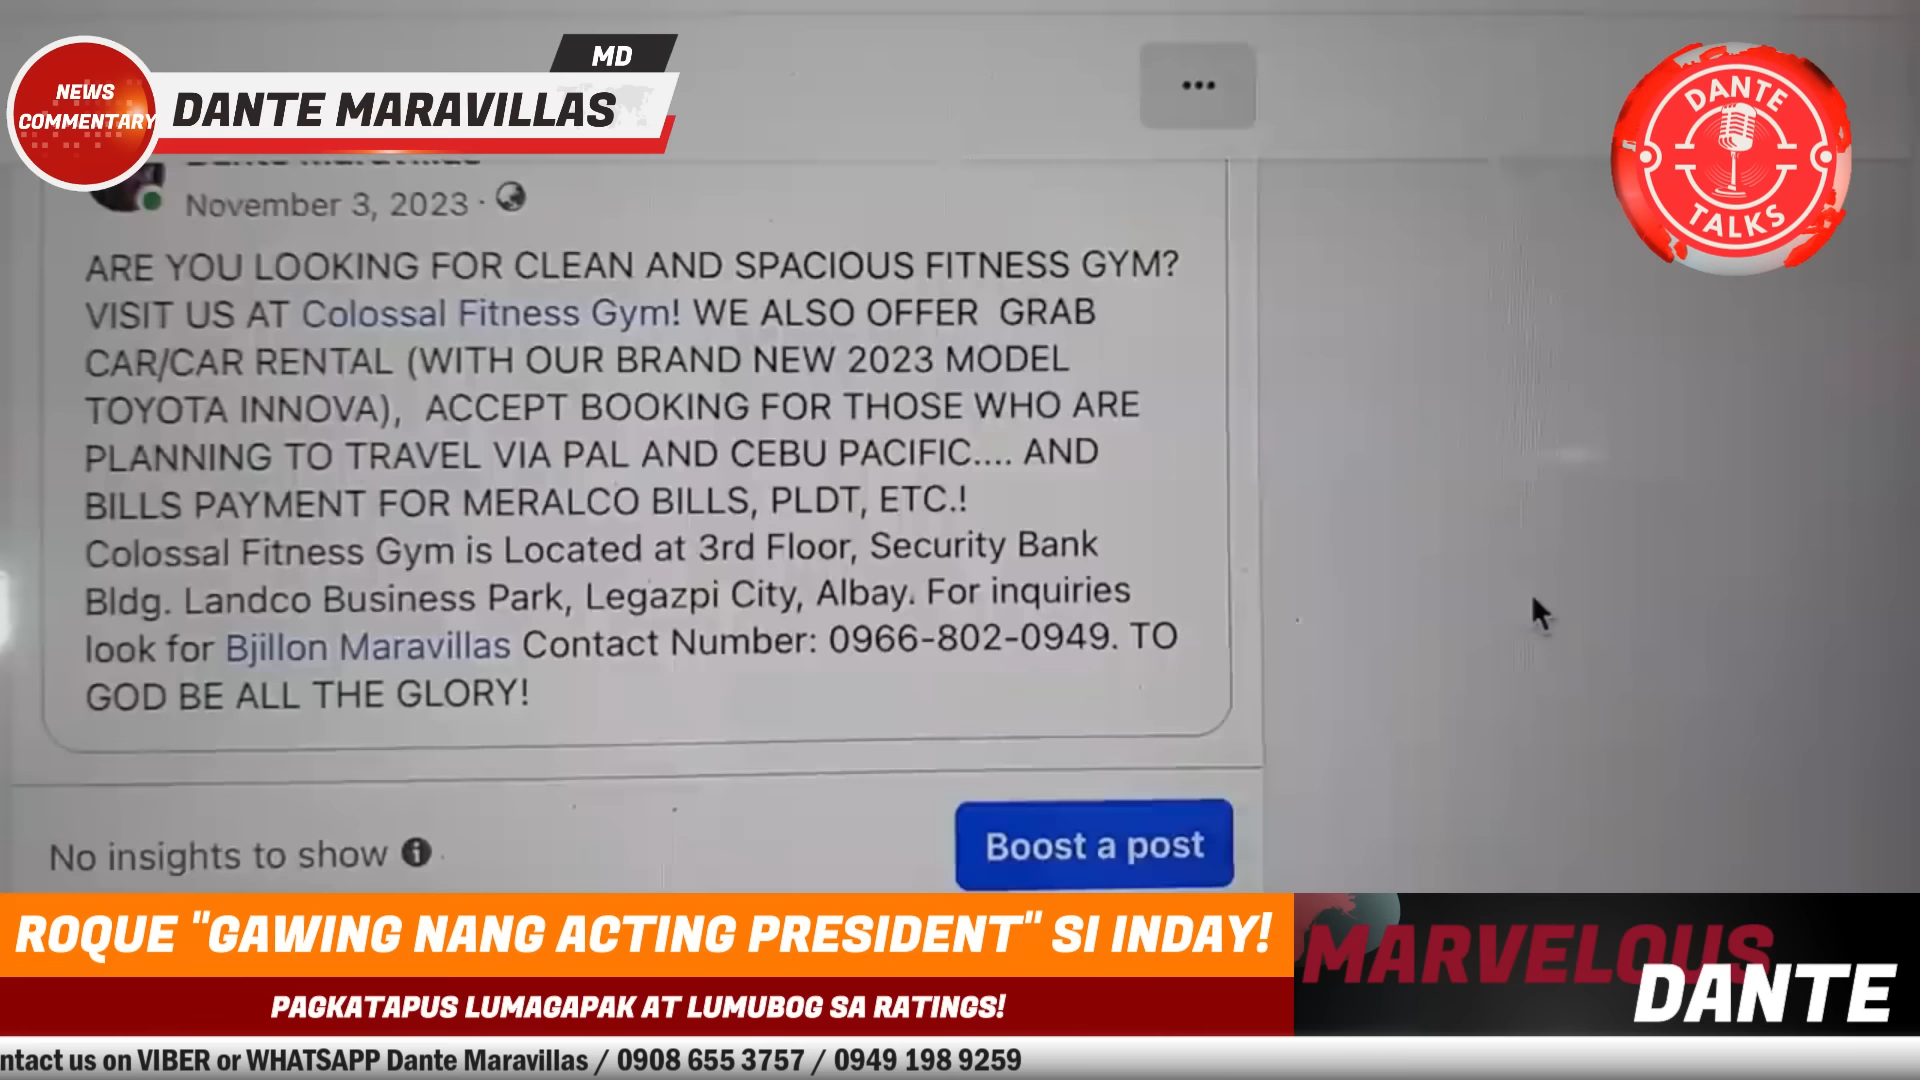 MD
NEWS
COMMENTARY
DANTE MARAVILLAS
DANTE
TALKS
November 3, 2023 ·
ARE YOU LOOKING FOR CLEAN AND SPACIOUS FITNESS GYM?
VISIT US AT Colossal Fitness Gym! WE ALSO OFFER GRAB
CAR/CAR RENTAL (WITH OUR BRAND NEW 2023 MODEL
TOYOTA INNOVA), ACCEPT BOOKING FOR THOSE WHO ARE
PLANNING TO TRAVEL VIA PAL AND CEBU PACIFIC.... AND
BILLS PAYMENT FOR MERALCO BILLS, PLDT, ETC.!
Colossal Fitness Gym is Located at 3rd Floor, Security Bank
Bldg. Landco Business Park, Legazpi City, Albay. For inquiries
look for Bjillon Maravillas Contact Number: 0966-802-0949. TO
GOD BE ALL THE GLORY!
No insights to show
Boost a post
ROQUE "GAWING NANG ACTING PRESIDENT" SI INDAY!
PAGKATAPUS LUMAGAPAK AT LUMUBOG SA RATINGS!
MARVELOUS
DANTE
ntact us on VIBER or WHATSAPP Dante Maravillas / 0908 655 3757 / 0949 198 9259